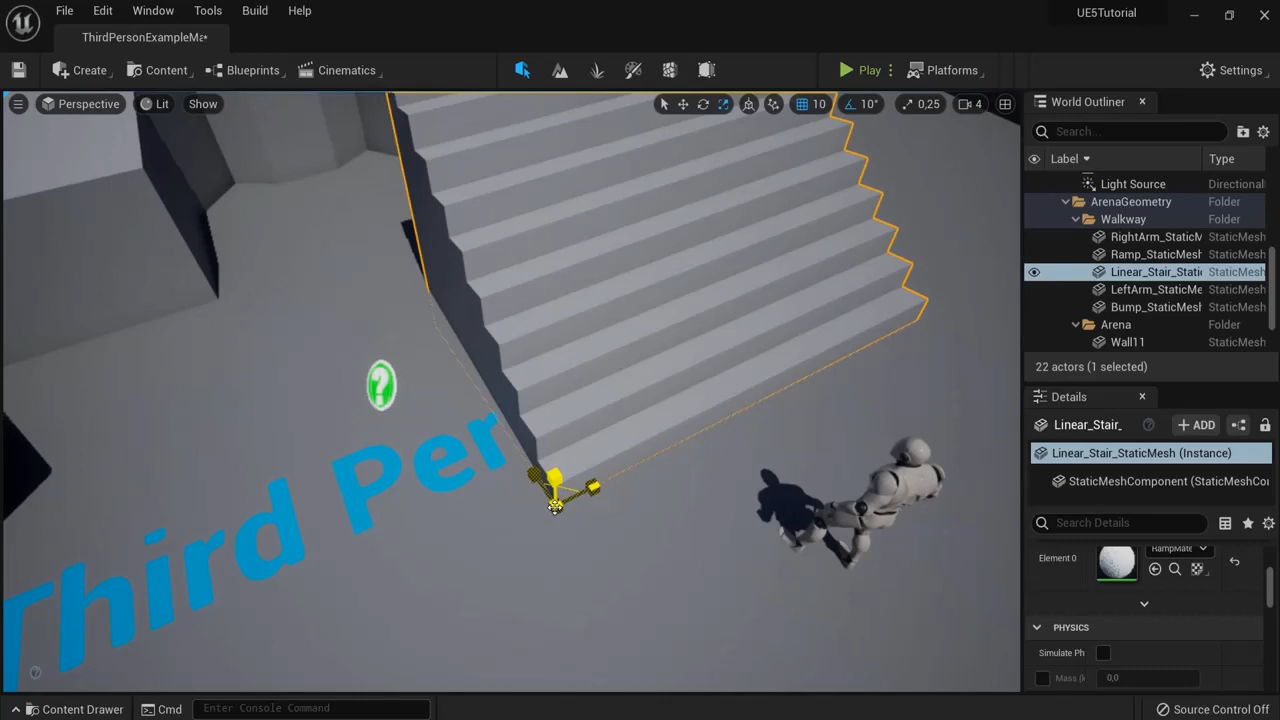 File Edit Window Tools Build Help
UE5Tutorial
ThirdPersonExampleMa*
Create Content Blueprints Cinematics Play Platforms Settings
Perspective Lit Show 10 10° 0,25 4
World Outliner
Search...
Label Type
Light Source Directional
ArenaGeometry Folder
Walkway Folder
RightArm_StaticM StaticMesh
Ramp_StaticMesh StaticMesh
Linear_Stair_Stati StaticMesh
LeftArm_StaticMe StaticMesh
Bump_StaticMesh StaticMesh
Arena Folder
Wall11 StaticMesh
22 actors (1 selected)
Details
Linear_Stair_ ADD
Linear_Stair_StaticMesh (Instance)
StaticMeshComponent (StaticMeshCor
Search Details
Element 0 RampMate
PHYSICS
Simulate Ph
Mass (k 0,0
Third Per
Content Drawer Cmd Enter Console Command Source Control Off